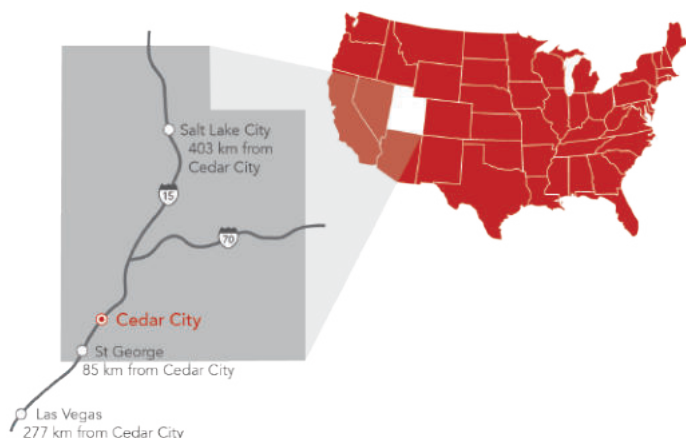 Salt Lake City
403 km from
Cedar City
15
70
Cedar City
St George
85 km from Cedar City
Las Vegas
277 km from Cedar City